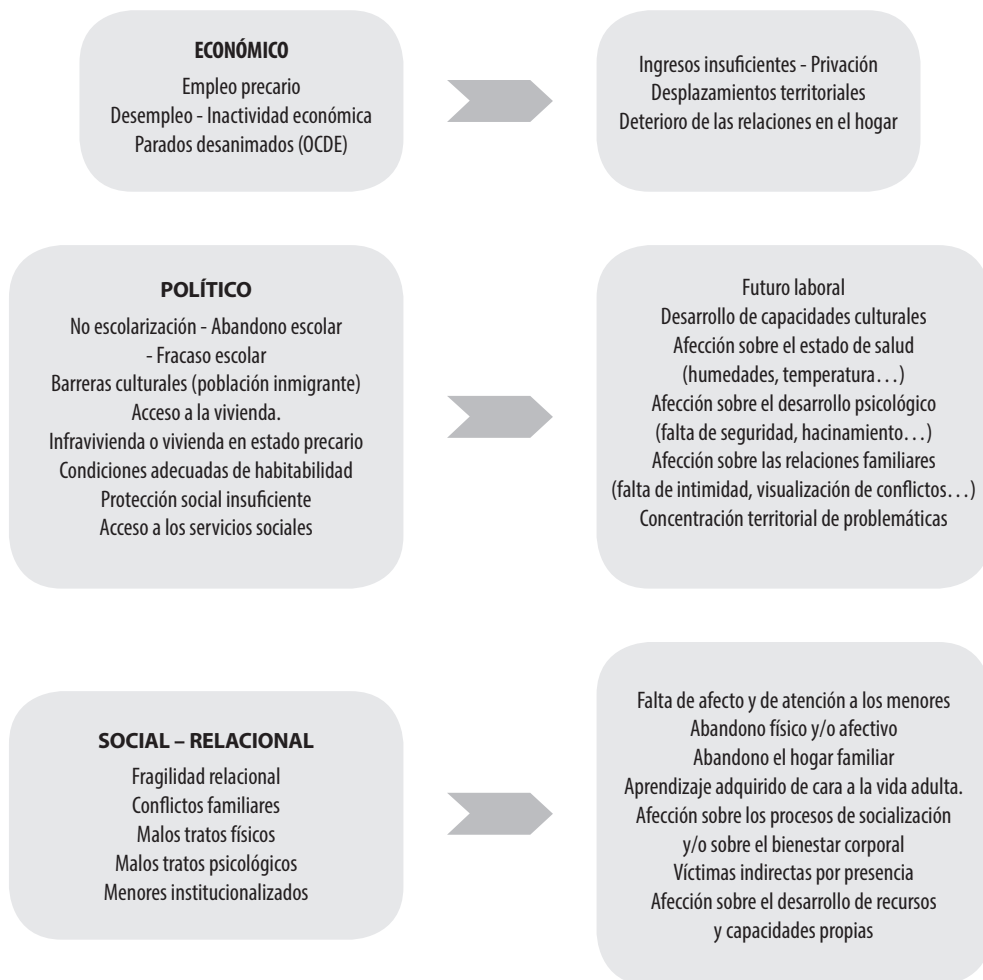 ECONÓMICO
Empleo precario
Desempleo - Inactividad económica
Parados desanimados (OCDE)
Ingresos insuficientes - Privación
Desplazamientos territoriales
Deterioro de las relaciones en el hogar
POLÍTICO
No escolarización - Abandono escolar
- Fracaso escolar
Barreras culturales (población inmigrante)
Acceso a la vivienda.
Infravivienda o vivienda en estado precario
Condiciones adecuadas de habitabilidad
Protección social insuficiente
Acceso a los servicios sociales
Futuro laboral
Desarrollo de capacidades culturales
Afección sobre el estado de salud
(humedades, temperatura…)
Afección sobre el desarrollo psicológico
(falta de seguridad, hacinamiento…)
Afección sobre las relaciones familiares
(falta de intimidad, visualización de conflictos…)
Concentración territorial de problemáticas
SOCIAL – RELACIONAL
Fragilidad relacional
Conflictos familiares
Malos tratos físicos
Malos tratos psicológicos
Menores institucionalizados
Falta de afecto y de atención a los menores
Abandono físico y/o afectivo
Abandono el hogar familiar
Aprendizaje adquirido de cara a la vida adulta.
Afección sobre los procesos de socialización
y/o sobre el bienestar corporal
Víctimas indirectas por presencia
Afección sobre el desarrollo de recursos
y capacidades propias